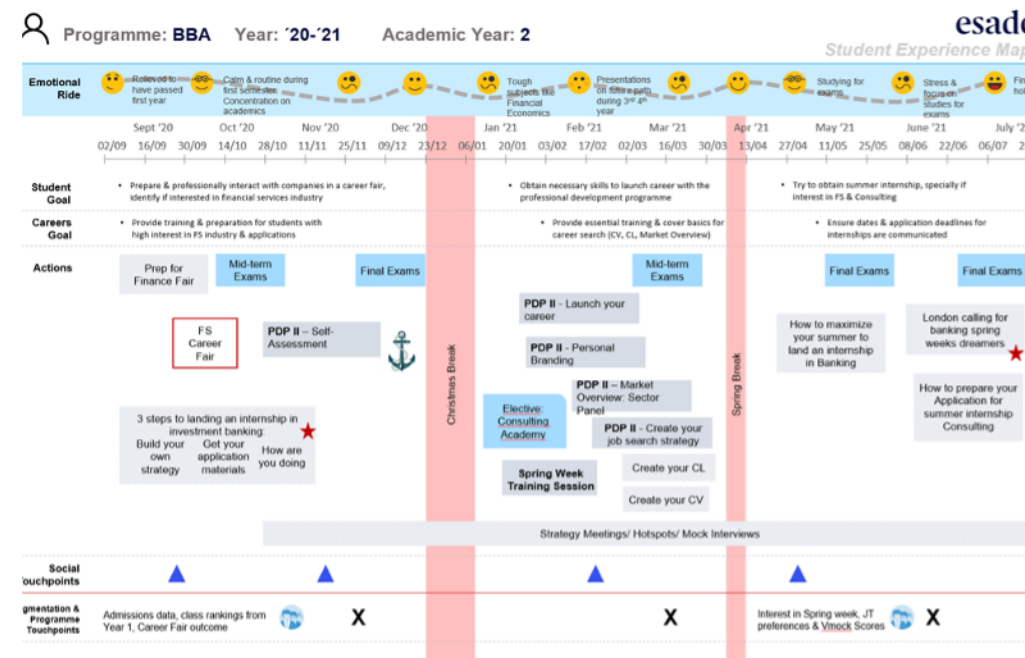 Programme: BBA Year: ´20-´21 Academic Year: 2
esade
Student Experience Map
Emotional
Ride
Relieved to
have passed
first year
Calm & routine during
first semester.
Concentration on
academics
Tough
subjects like
Financial
Economics
Presentations
on future path
during 3rd 4th
year
Studying for
exams
Stress &
focus on
studies for
exams
Fin
hol
Sept '20 Oct '20 Nov '20 Dec '20 Jan '21 Feb '21 Mar '21 Apr '21 May '21 June '21 July '2
02/09 16/09 30/09 14/10 28/10 11/11 25/11 09/12 23/12 06/01 20/01 03/02 17/02 02/03 16/03 30/03 13/04 27/04 11/05 25/05 08/06 22/06 06/07 2
Student
Goal
• Prepare & professionally interact with companies in a career fair,
identify if interested in financial services industry
• Obtain necessary skills to launch career with the
professional development programme
• Try to obtain summer internship, specially if
interest in FS & Consulting
Careers
Goal
• Provide training & preparation for students with
high interest in FS industry & applications
• Provide essential training & cover basics for
career search (CV, CL, Market Overview)
• Ensure dates & application deadlines for
internships are communicated
Actions
Prep for
Finance Fair
Mid-term
Exams
Final Exams
Mid-term
Exams
Final Exams
Final Exams
FS
Career
Fair
PDP II – Self-
Assessment
Christmas Break
PDP II - Launch your
career
PDP II - Personal
Branding
PDP II – Market
Overview: Sector
Panel
Elective:
Consulting
Academy
PDP II - Create your
job search strategy
Spring Week
Training Session
Create your CL
Create your CV
Spring Break
How to maximize
your summer to
land an internship
in Banking
London calling for
banking spring
weeks dreamers
How to prepare your
Application for
summer internship
Consulting
3 steps to landing an internship in
investment banking:
Build your
own
strategy
Get your
application
materials
How are
you doing
Strategy Meetings/ Hotspots/ Mock Interviews
Social
ouchpoints
gmentation &
Programme
Touchpoints
Admissions data, class rankings from
Year 1, Career Fair outcome
X
X
Interest in Spring week, JT
preferences & Vmock Scores
X